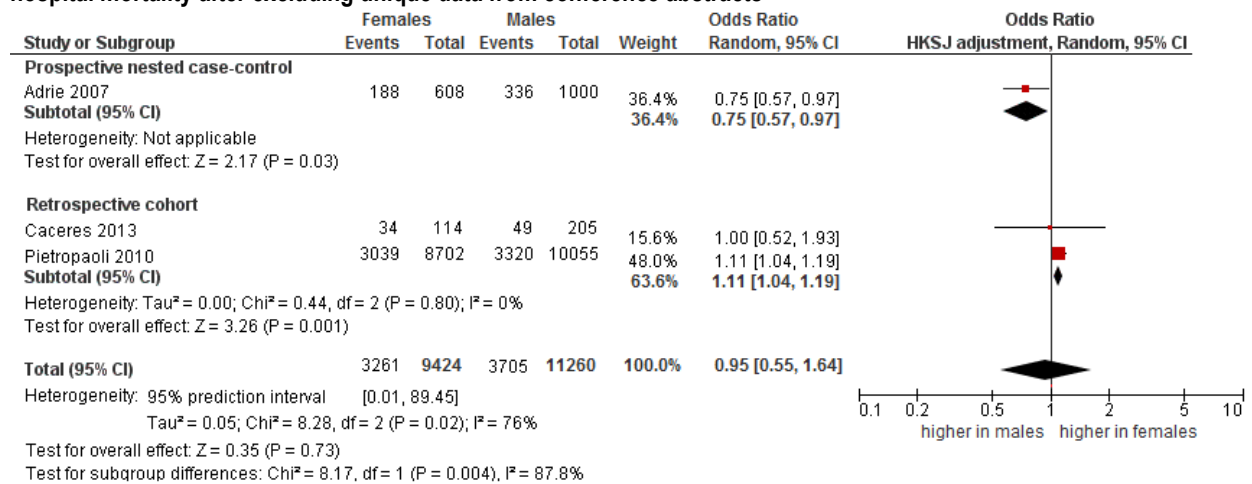 hospital mortality after excluding unique data from conference abstracts
Females Males Odds Ratio Odds Ratio
Study or Subgroup Events Total Events Total Weight Random, 95% CI HKSJ adjustment, Random, 95% CI
Prospective nested case-control
Adrie 2007 188 608 336 1000 36.4% 0.75 [0.57, 0.97]
Subtotal (95% CI) 36.4% 0.75 [0.57, 0.97]
Heterogeneity: Not applicable
Test for overall effect: Z = 2.17 (P = 0.03)
Retrospective cohort
Caceres 2013 34 114 49 205 15.6% 1.00 [0.52, 1.93]
Pietropaoli 2010 3039 8702 3320 10055 48.0% 1.11 [1.04, 1.19]
Subtotal (95% CI) 63.6% 1.11 [1.04, 1.19]
Heterogeneity: Tau² = 0.00; Chi² = 0.44, df = 2 (P = 0.80); I² = 0%
Test for overall effect: Z = 3.26 (P = 0.001)
Total (95% CI) 3261 9424 3705 11260 100.0% 0.95 [0.55, 1.64]
Heterogeneity: 95% prediction interval [0.01, 89.45]
Tau² = 0.05; Chi² = 8.28, df = 2 (P = 0.02); I² = 76%
Test for overall effect: Z = 0.35 (P = 0.73)
Test for subgroup differences: Chi² = 8.17, df = 1 (P = 0.004), I² = 87.8%
0.1 0.2 0.5 1 2 5 10
higher in males higher in females